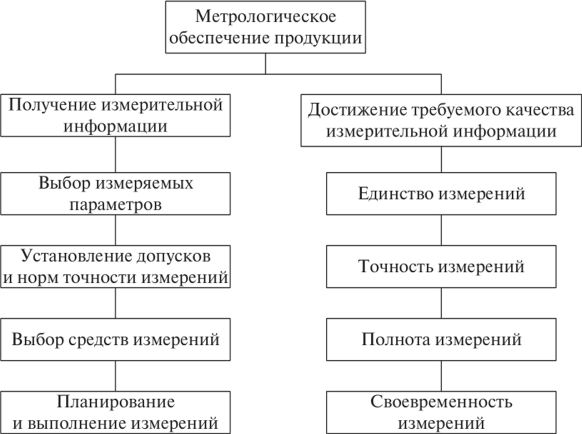 Метрологическое
обеспечение продукции
Получение измерительной
информации
Достижение требуемого качества
измерительной информации
Выбор измеряемых
параметров
Единство измерений
Установление допусков
и норм точности измерений
Точность измерений
Выбор средств измерений
Полнота измерений
Планирование
и выполнение измерений
Своевременность
измерений